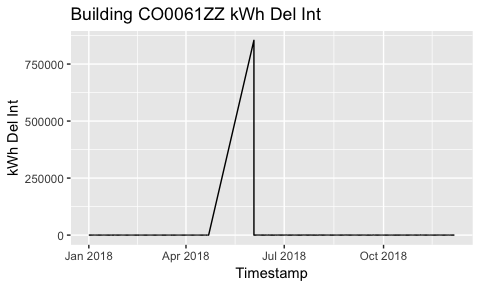 Building CO0061ZZ kWh Del Int
kWh Del Int
750000
500000
250000
0
Jan 2018 Apr 2018 Jul 2018 Oct 2018
Timestamp